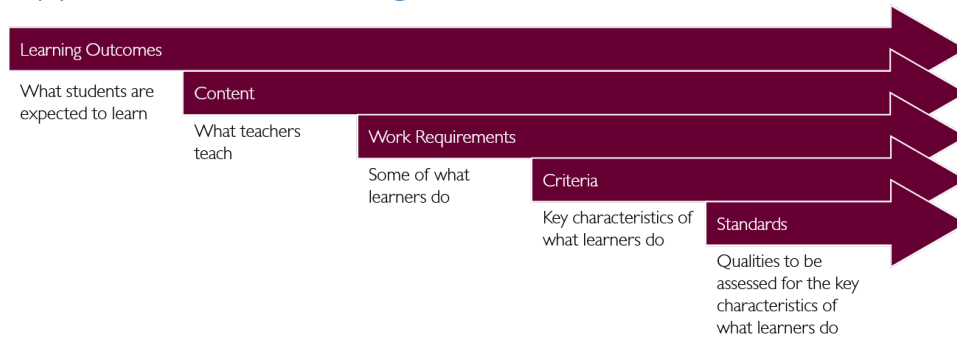 Learning Outcomes
What students are
expected to learn
Content
What teachers
teach
Work Requirements
Some of what
learners do
Criteria
Key characteristics of
what learners do
Standards
Qualities to be
assessed for the key
characteristics of
what learners do